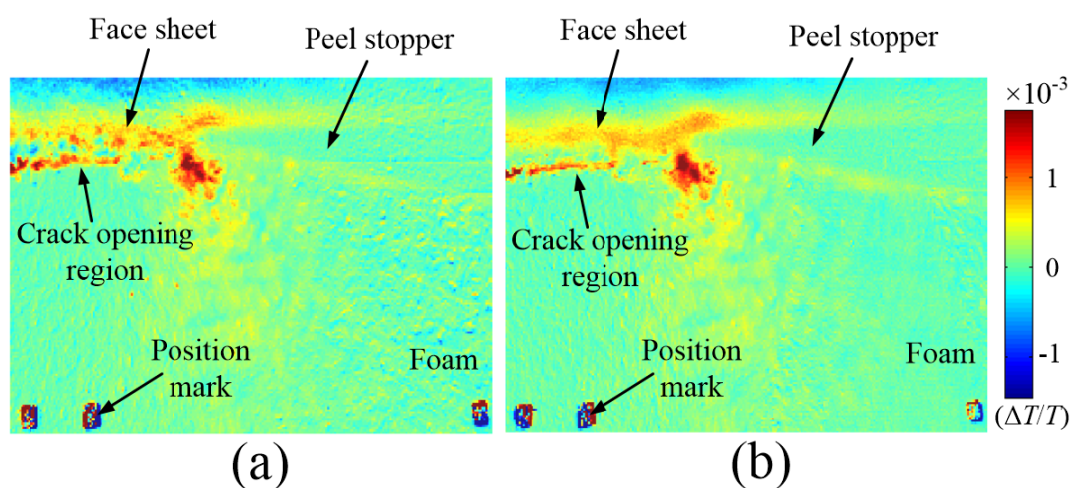 Face sheet
Peel stopper
Face sheet
Peel stopper
×10⁻³
1
0
-1
(ΔT/T)
Crack opening
region
Crack opening
region
Position
mark
Foam
Position
mark
Foam
(a)
(b)